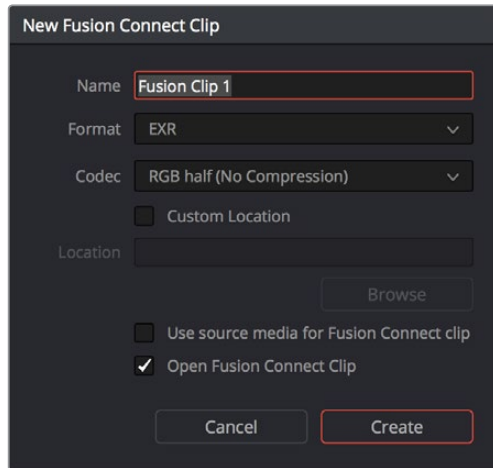 New Fusion Connect Clip
Name Fusion Clip 1
Format EXR
Codec RGB half (No Compression)
Custom Location
Location
Browse
Use source media for Fusion Connect clip
Open Fusion Connect Clip
Cancel Create